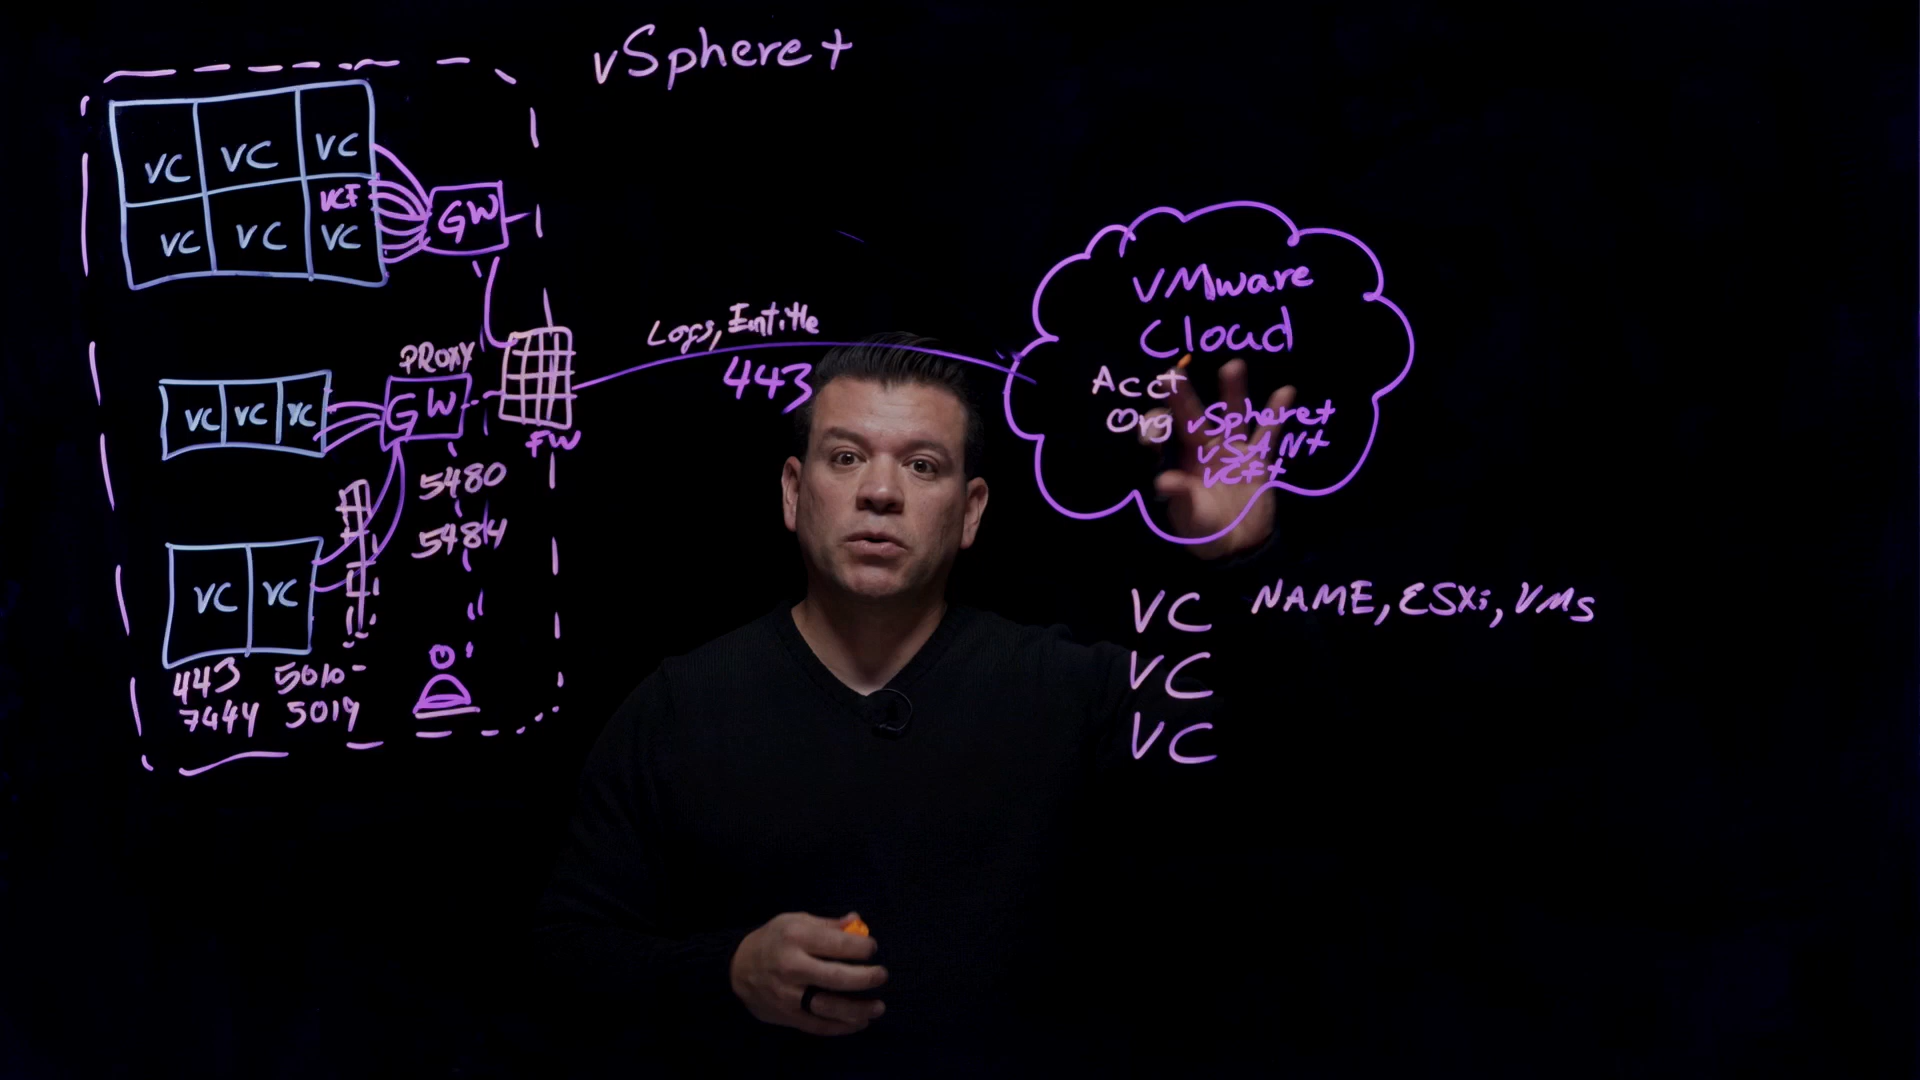 vSphere+
VC VC VC
VCF
VC VC VC
GW
Logs, Entitle
443
PROXY
VC VC VC
GW
FW
5480
5484
VC VC
443 5010-
7444 5019
VMware
Cloud
Acct
Org
vSphere+
vSAN+
VCF+
VC NAME, ESXi, VMs
VC
VC